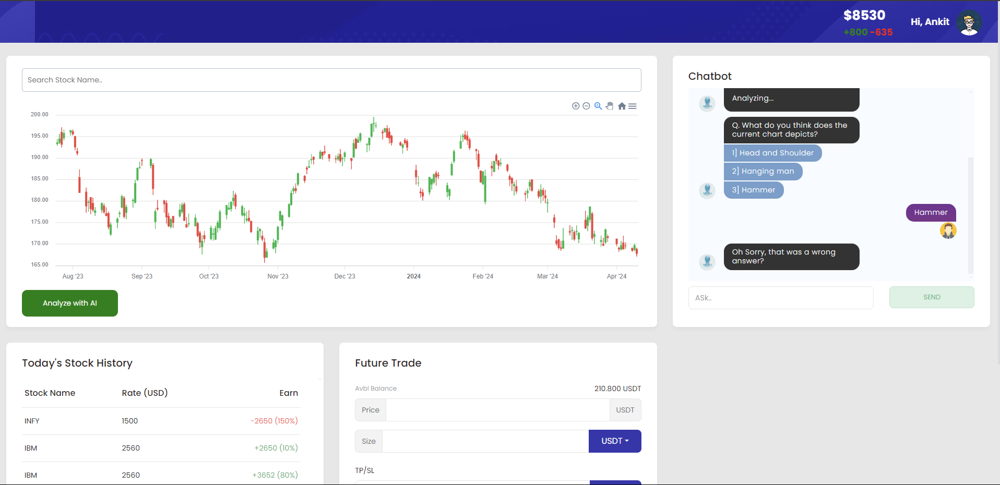 $8530
+800 -635
Hi, Ankit
Search Stock Name..
200.00
195.00
190.00
185.00
180.00
175.00
170.00
165.00
Aug '23 Sep '23 Oct '23 Nov '23 Dec '23 2024 Feb '24 Mar '24 Apr '24
Analyze with AI
Chatbot
Analyzing...
Q. What do you think does the
current chart depicts?
1] Head and Shoulder
2] Hanging man
3] Hammer
Hammer
Oh Sorry, that was a wrong
answer?
ASk..
SEND
Today's Stock History
Stock Name Rate (USD) Earn
INFY 1500 -2650 (150%)
IBM 2560 +2650 (10%)
IBM 2560 +3652 (80%)
Future Trade
Avbl Balance 210.800 USDT
Price USDT
Size USDT
TP/SL